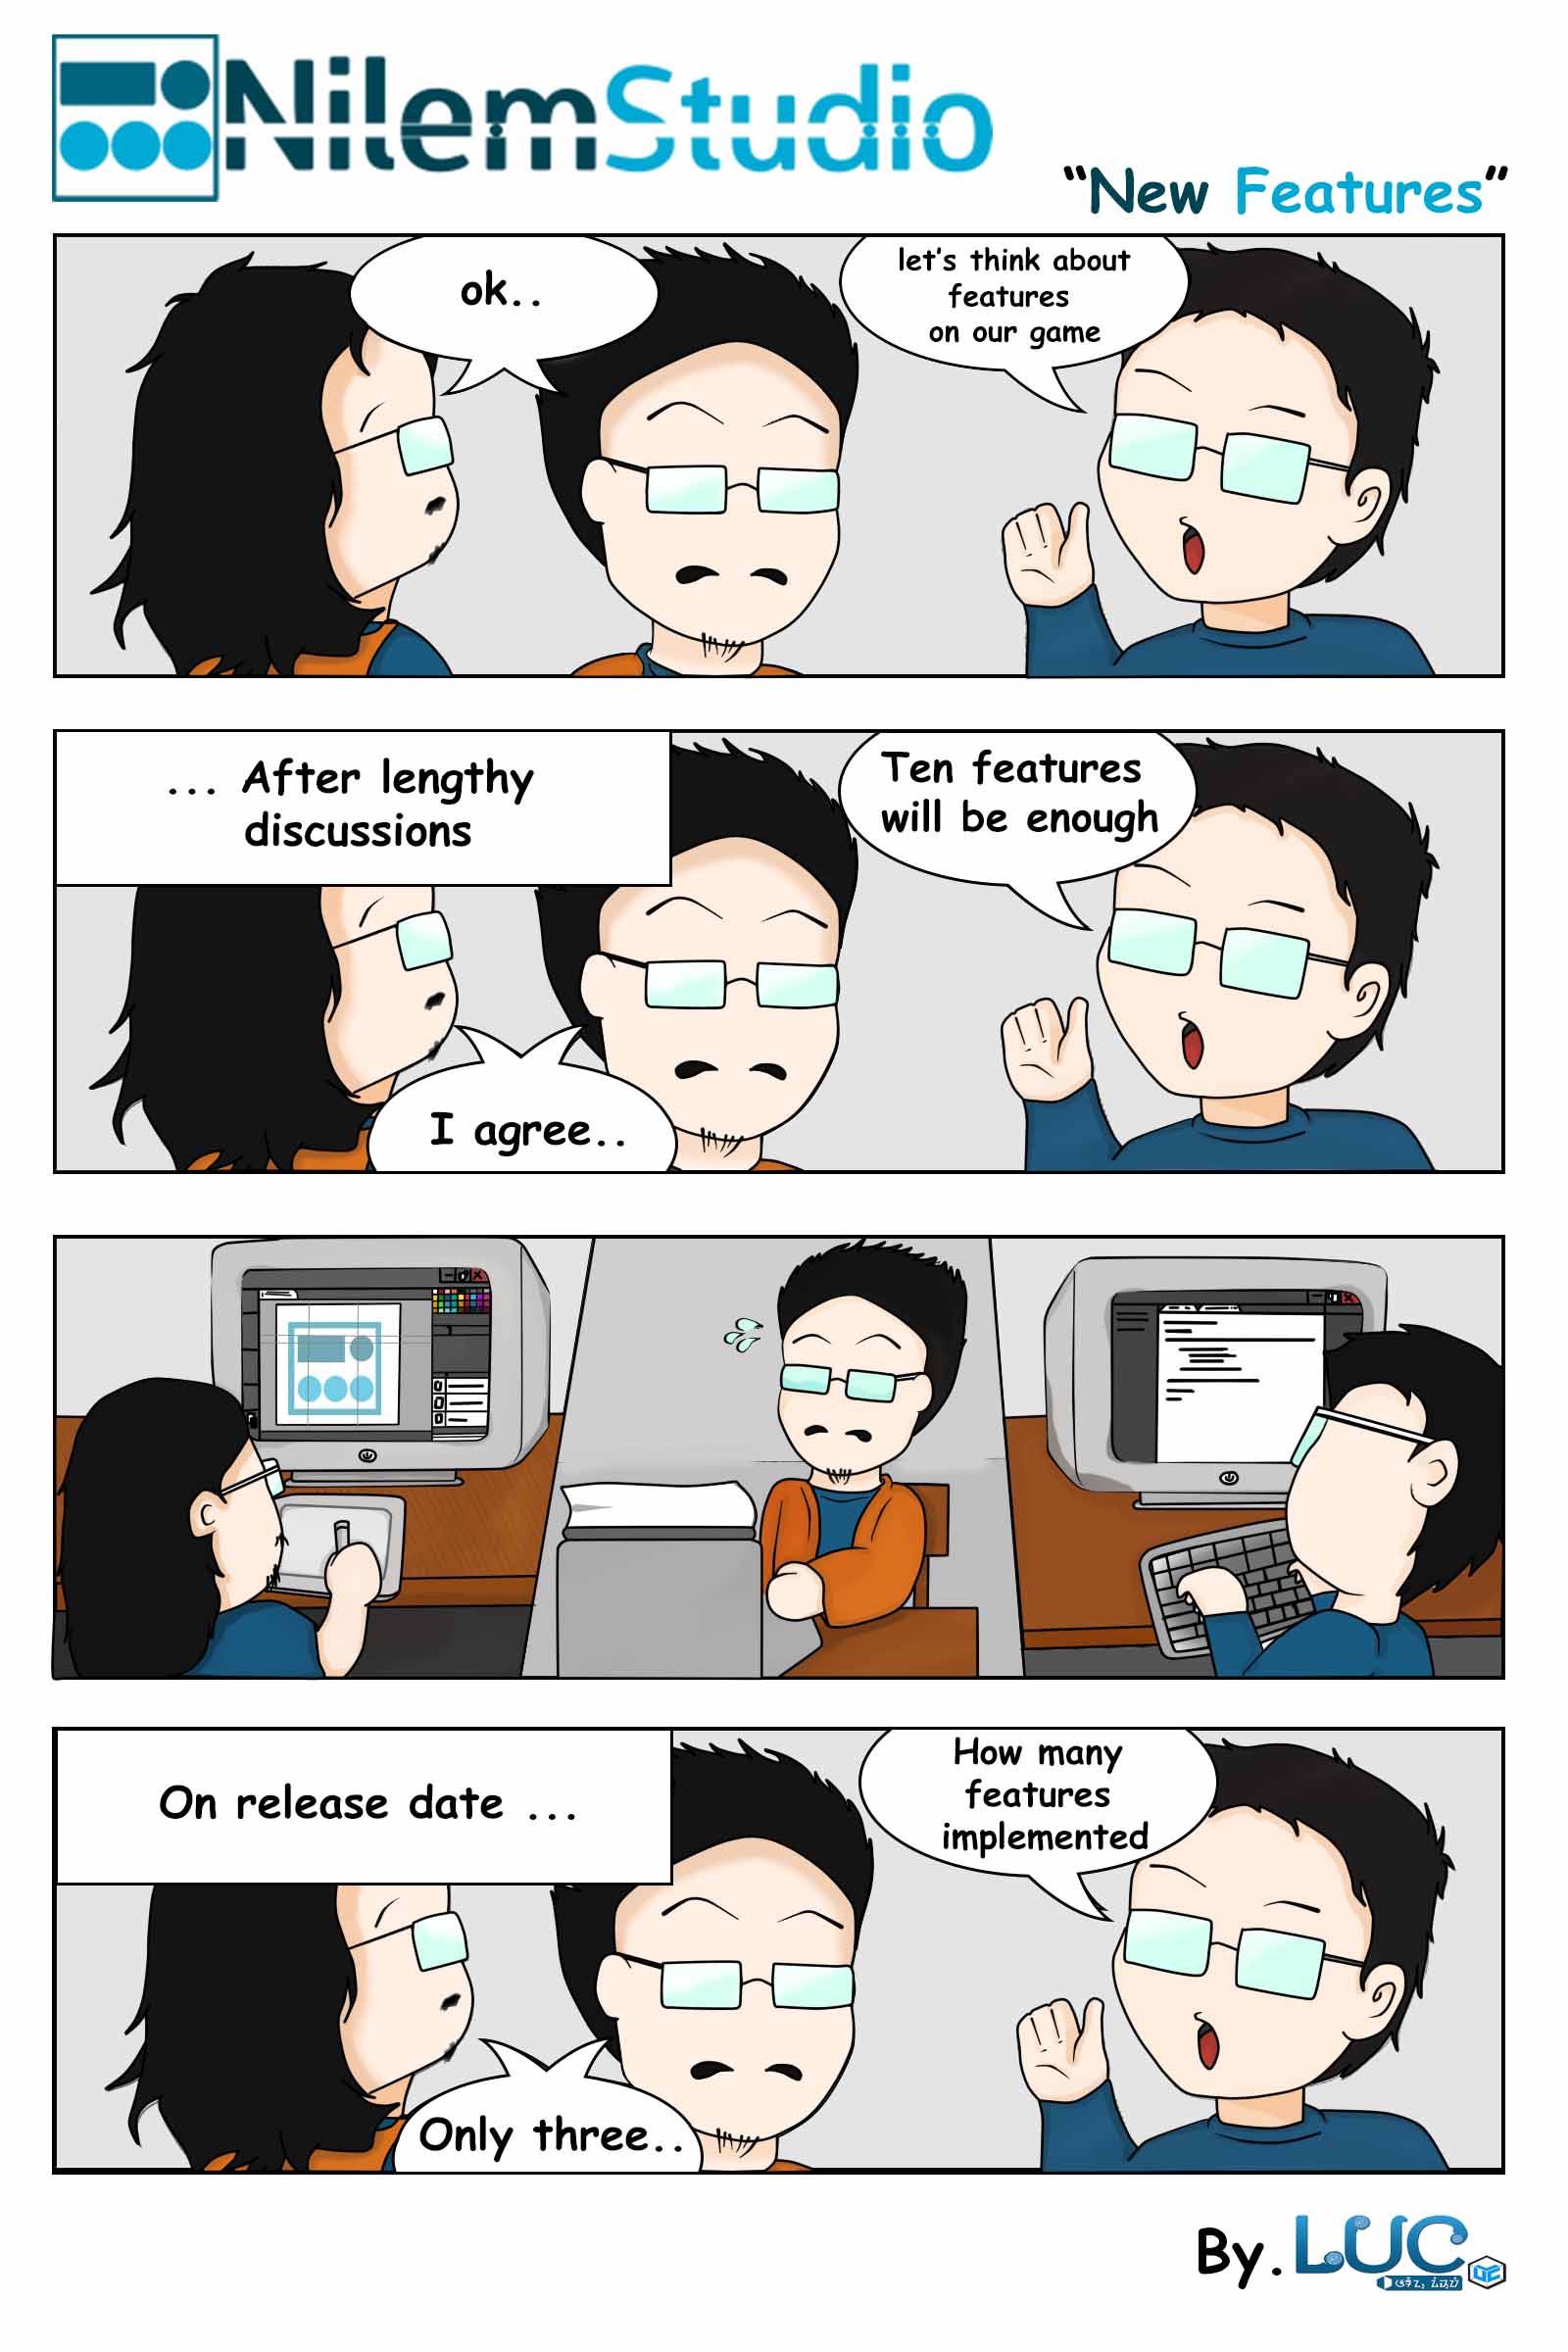 NilemStudio
“New Features”
ok..
let's think about
features
on our game
... After lengthy
discussions
Ten features
will be enough
I agree..
On release date ...
How many
features
implemented
Only three..
By. LUC